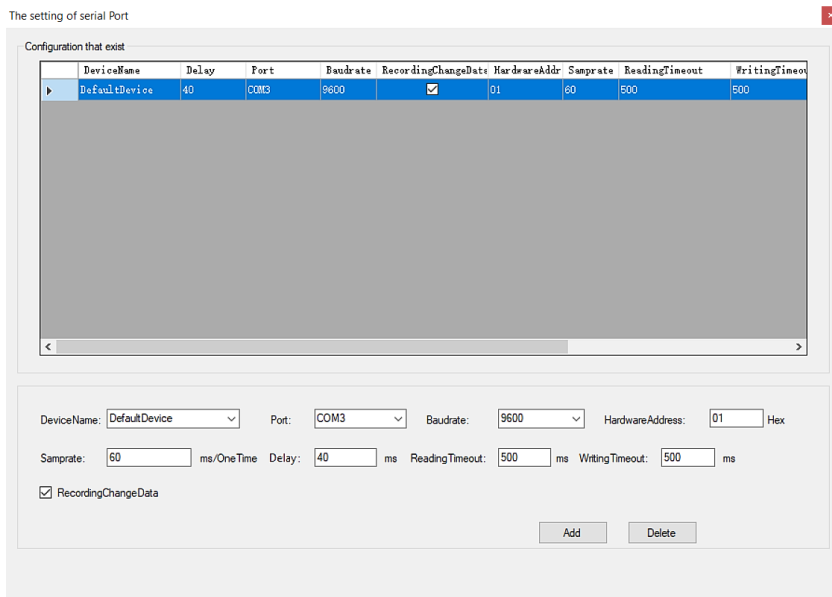 The setting of serial Port
Configuration that exist
DeviceName Delay Port Baudrate RecordingChangeData HardwareAddr Samprate ReadingTimeout WritingTimeou
DefaultDevice 40 COM3 9600 01 60 500 500
DeviceName: DefaultDevice Port: COM3 Baudrate: 9600 HardwareAddress: 01 Hex
Samprate: 60 ms/OneTime Delay: 40 ms ReadingTimeout: 500 ms WritingTimeout: 500 ms
RecordingChangeData
Add Delete